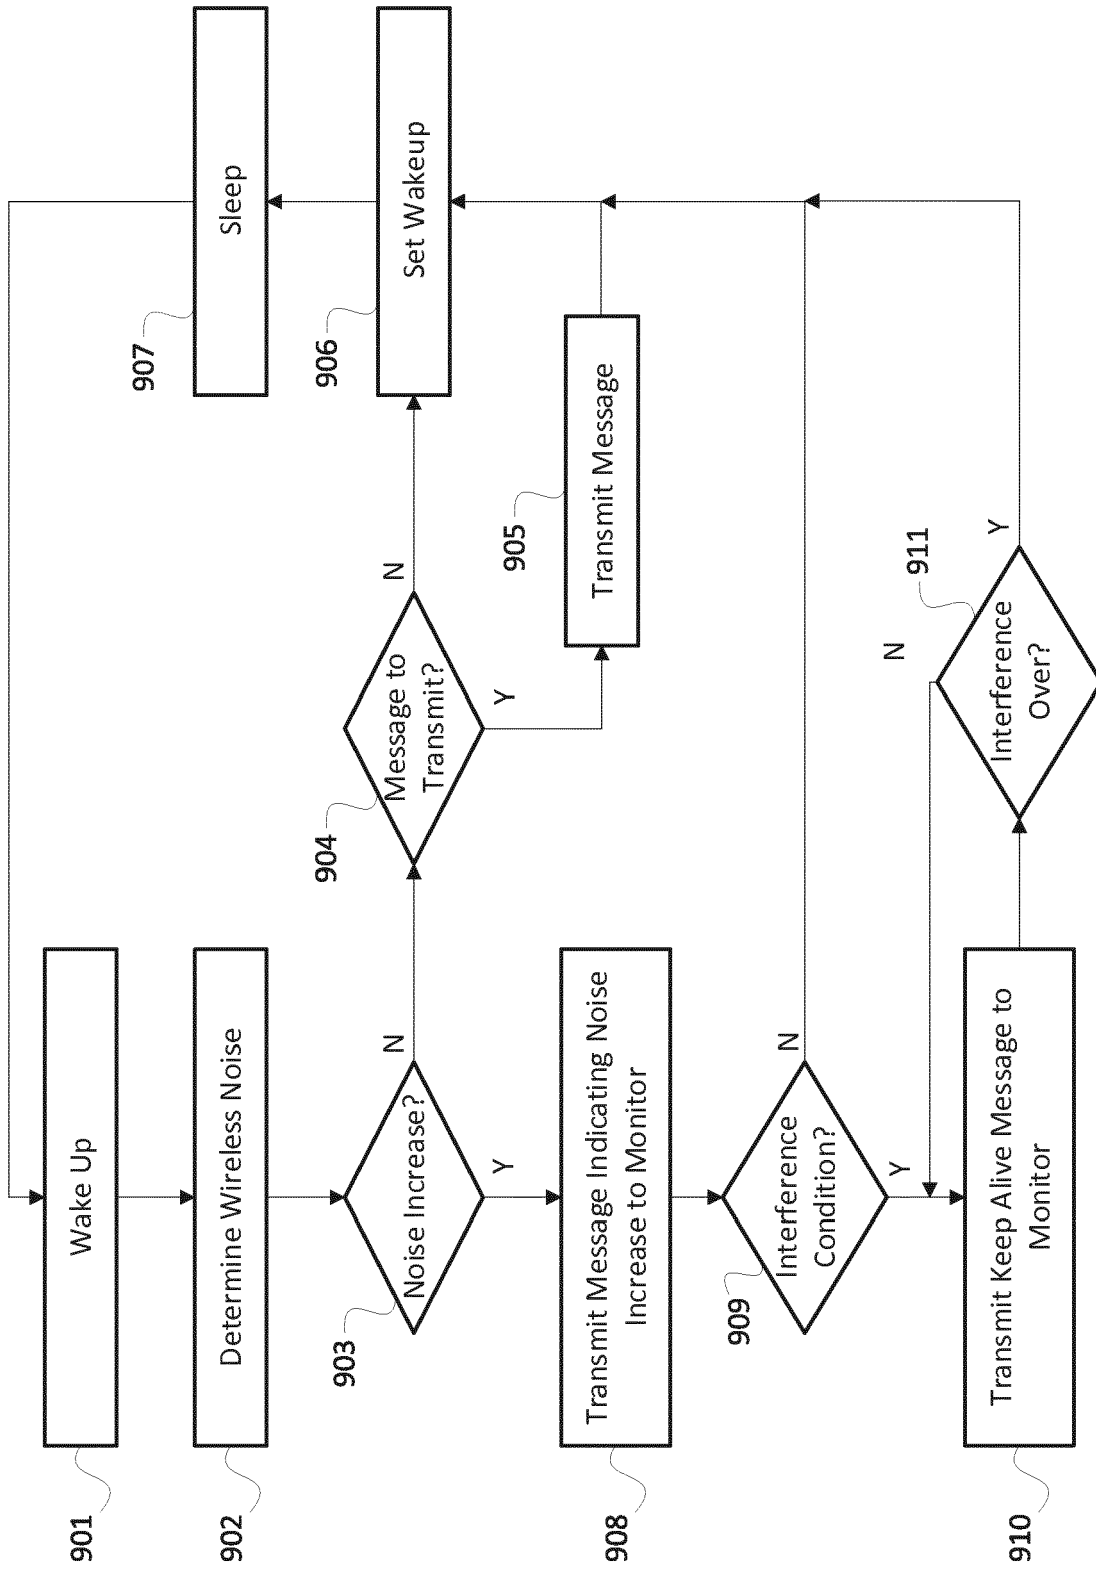 901
Wake Up
902
Determine Wireless Noise
903
Noise Increase?
N
Y
904
Message to
Transmit?
N
Y
905
Transmit Message
906
Set Wakeup
907
Sleep
908
Transmit Message Indicating Noise
Increase to Monitor
909
Interference
Condition?
N
Y
910
Transmit Keep Alive Message to
Monitor
911
Interference
Over?
N
Y